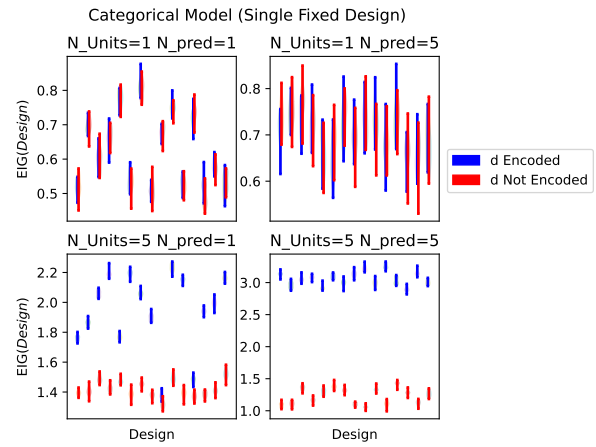 Categorical Model (Single Fixed Design)
N_Units=1 N_pred=1
N_Units=1 N_pred=5
0.8
0.7
0.6
0.5
EIG(Design)
0.8
0.7
0.6
d Encoded
d Not Encoded
N_Units=5 N_pred=1
N_Units=5 N_pred=5
2.2
2.0
1.8
1.6
1.4
EIG(Design)
3.0
2.5
2.0
1.5
1.0
Design
Design